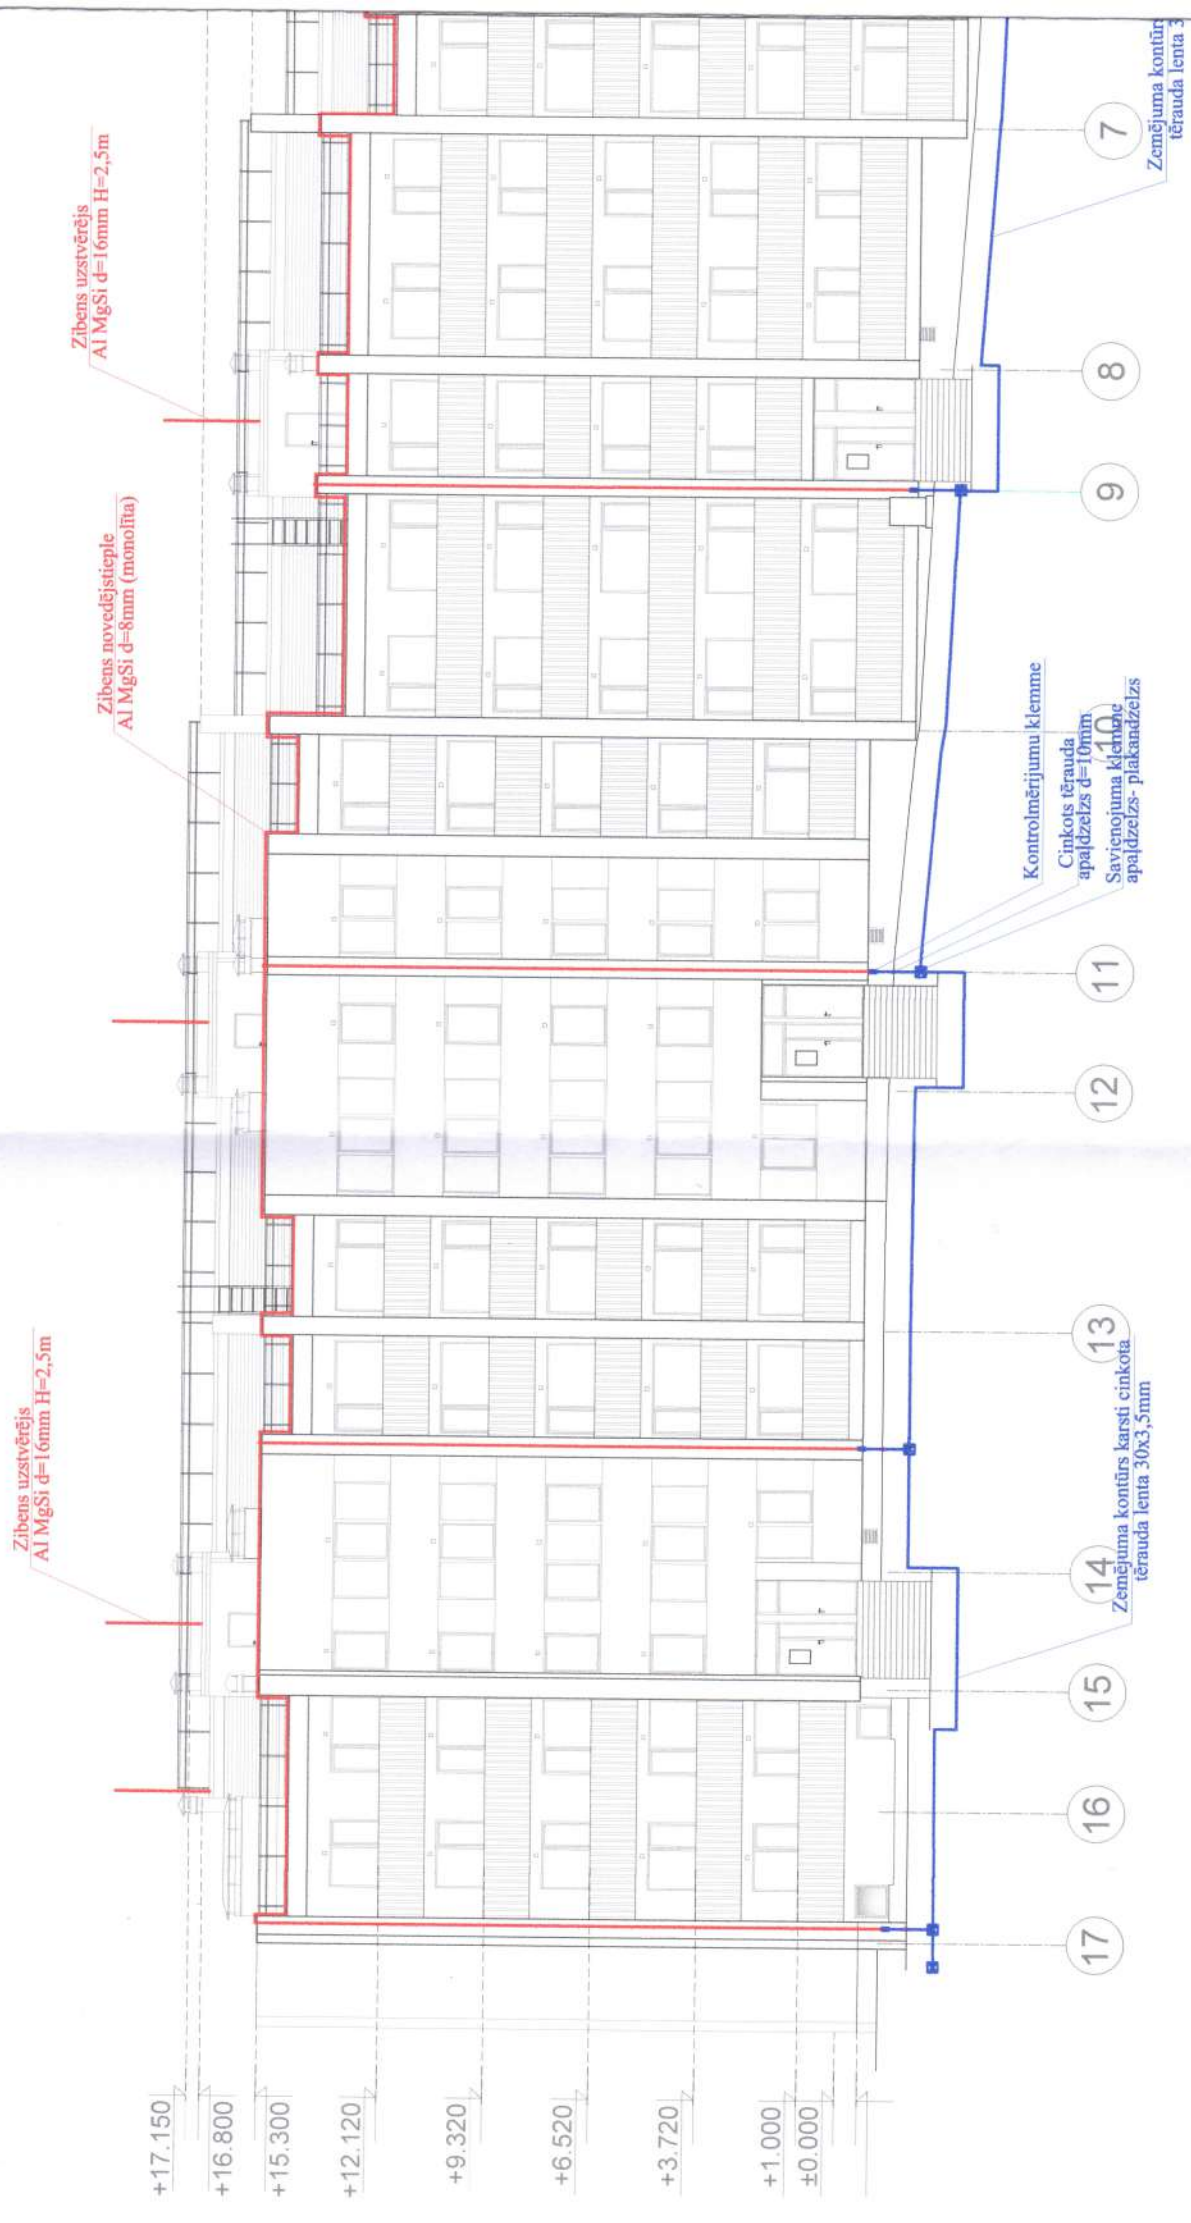 Zibens uzstvērējs
Al MgSi d=16mm H=2,5m
Zibens novedējstieple
Al MgSi d=8mm (monolīta)
Zibens uzstvērējs
Al MgSi d=16mm H=2,5m
+17.150
+16.800
+15.300
+12.120
+9.320
+6.520
+3.720
+1.000
±0.000
Kontrolmērijumu klemme
Cinkots tērauda
apaļdzelzs d=10mm
Savienojuma klemme
apaļdzelzs- plakandzelzs
17
16
15
14
13
12
11
10
9
8
7
Zemējuma kontūrs karsti cinkota
tērauda lenta 30x3,5mm
Zemējuma kontūr
tērauda lenta 3